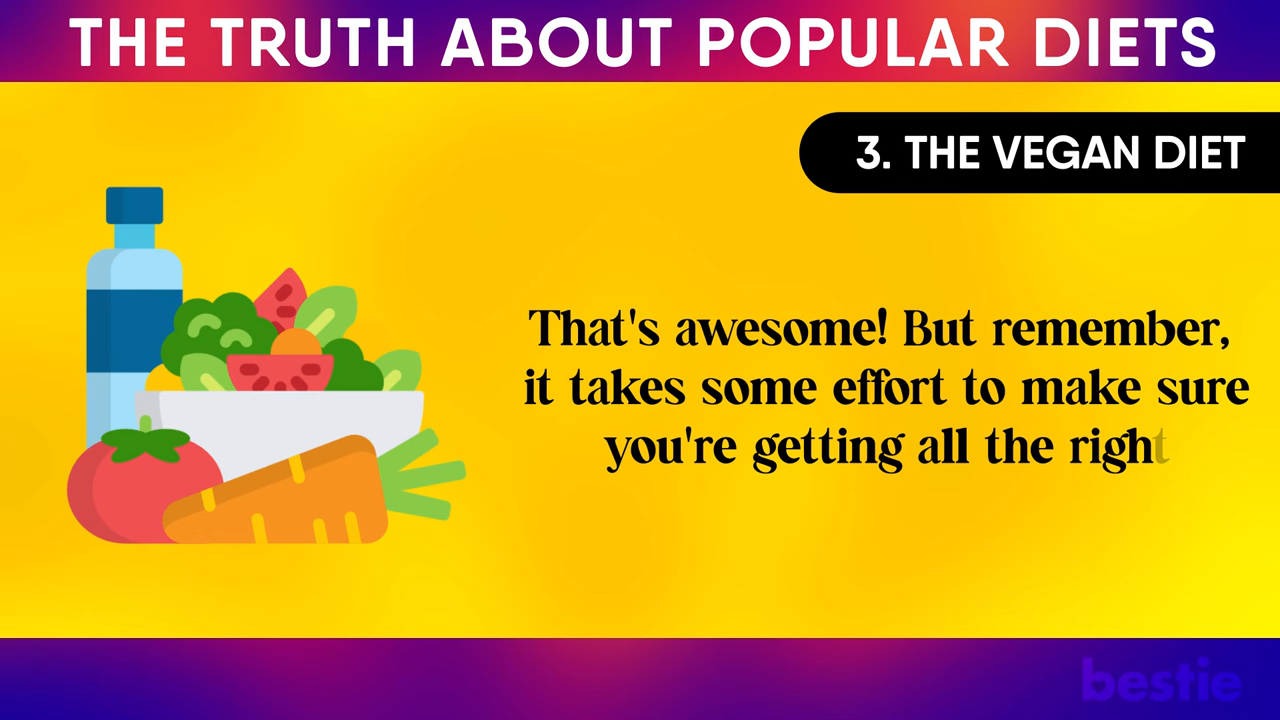 THE TRUTH ABOUT POPULAR DIETS
3. THE VEGAN DIET
That's awesome! But remember,
it takes some effort to make sure
you're getting all the right
bestie